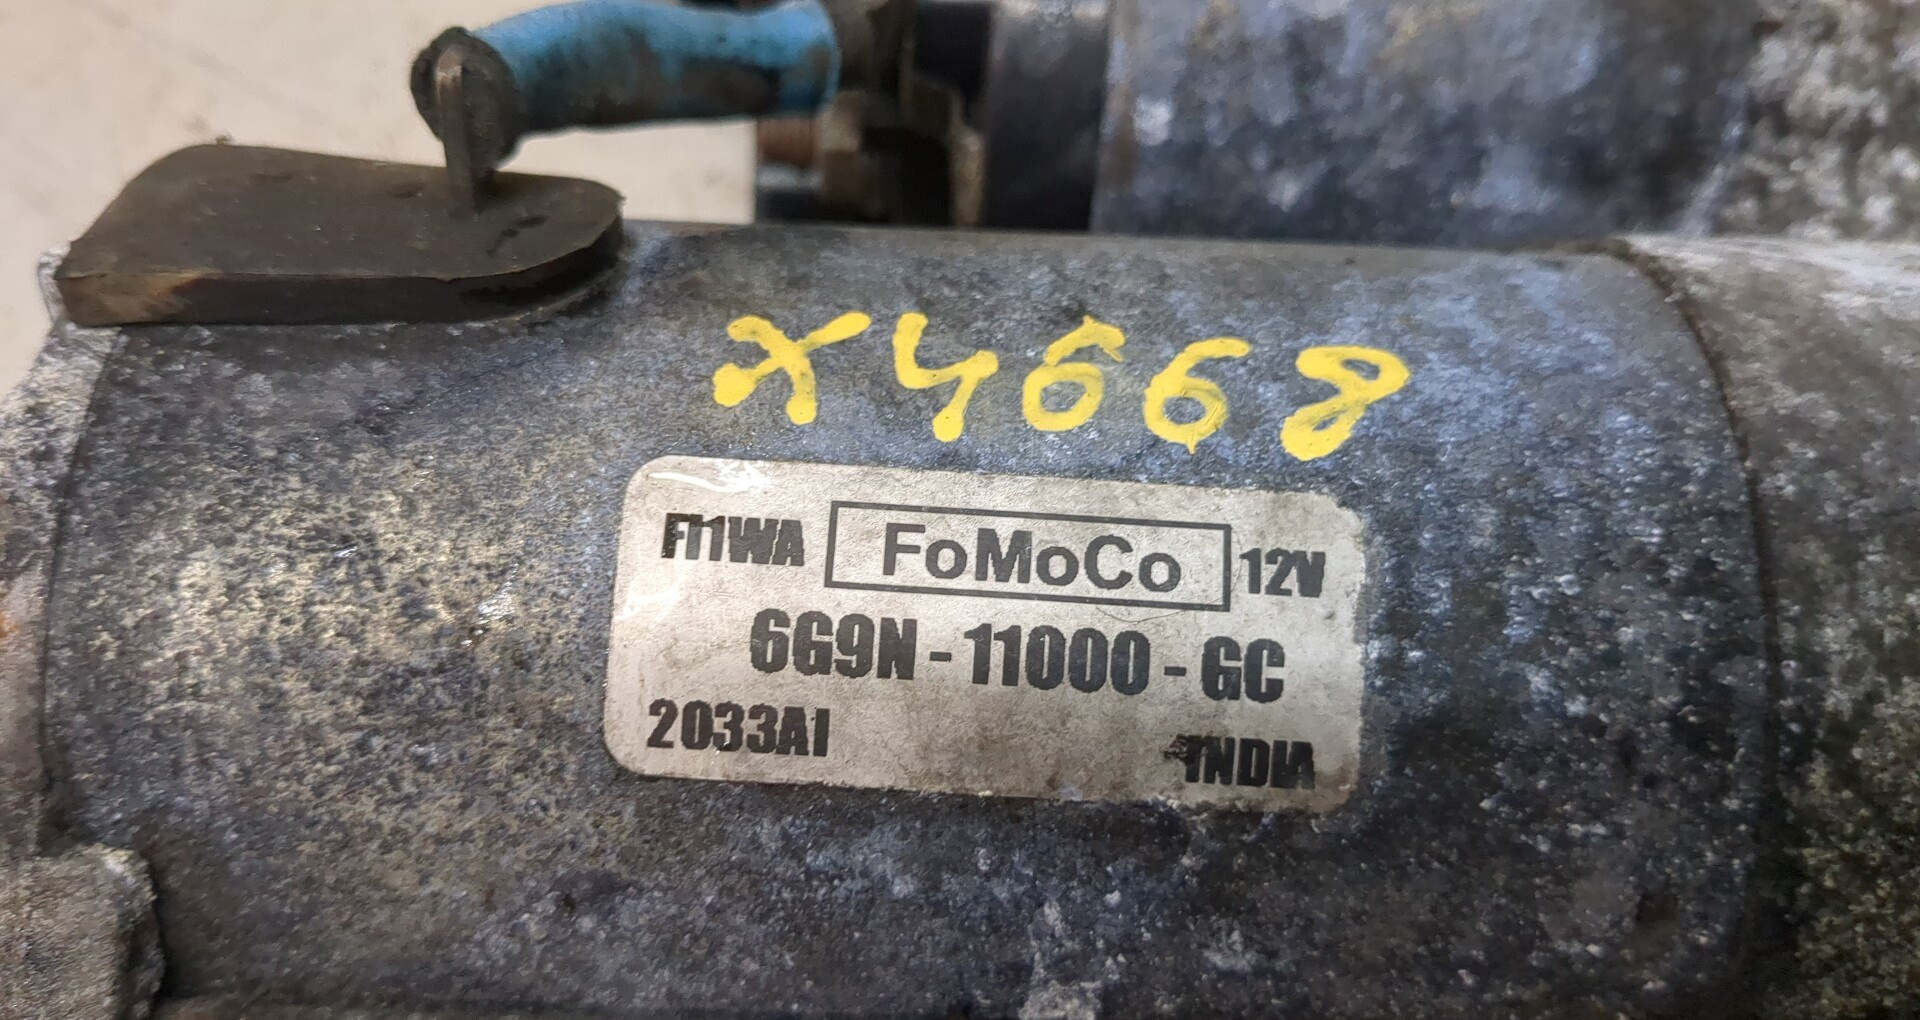 X4668
FI1WA FoMoCo 12V
6G9N - 11000 - GC
2033AI INDIA